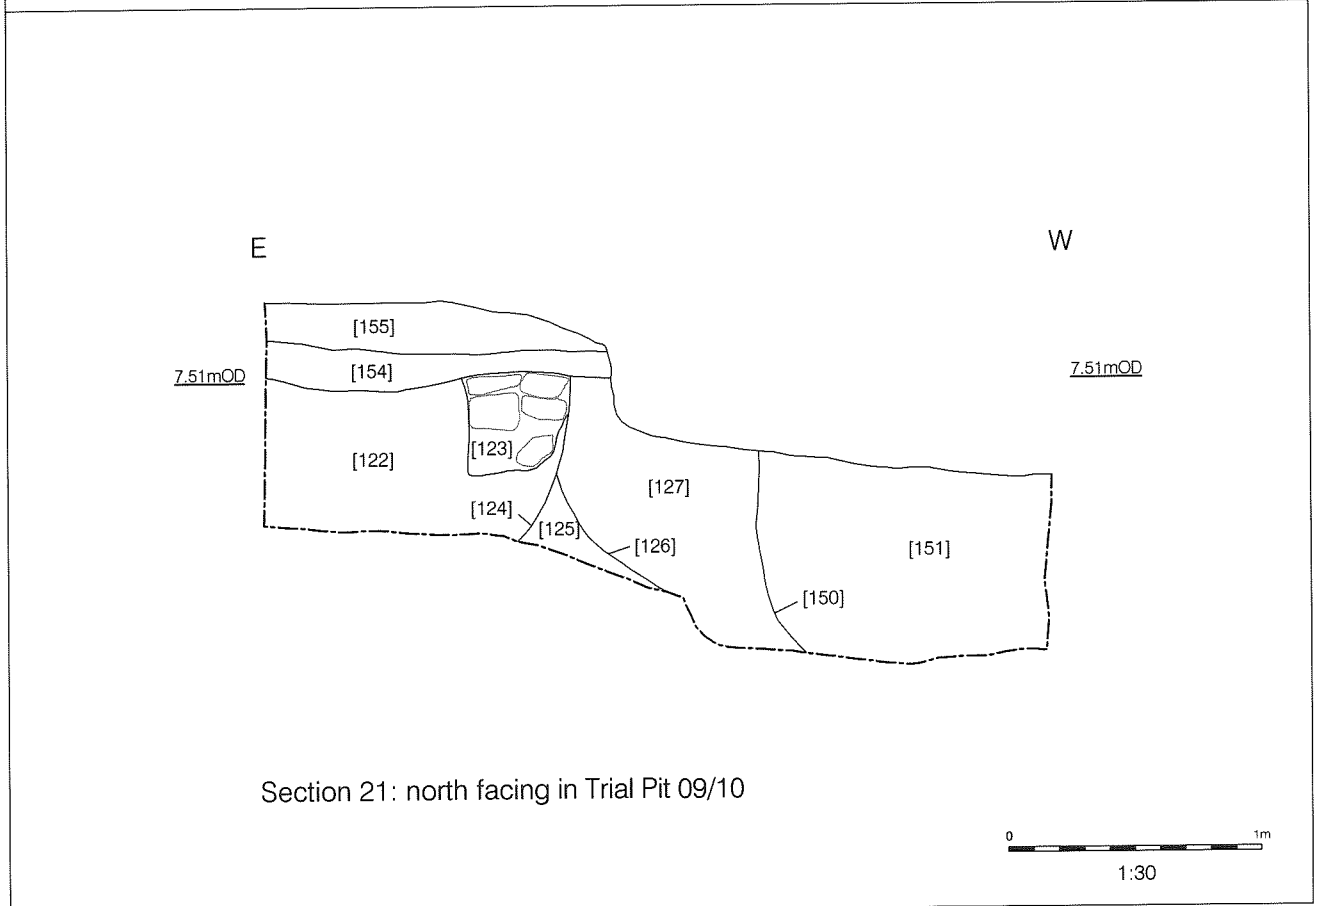 E
W
[155]
7.51mOD
[154]
7.51mOD
[123]
[122]
[127]
[124]
[125]
[126]
[151]
[150]
Section 21: north facing in Trial Pit 09/10
0 1m
1:30